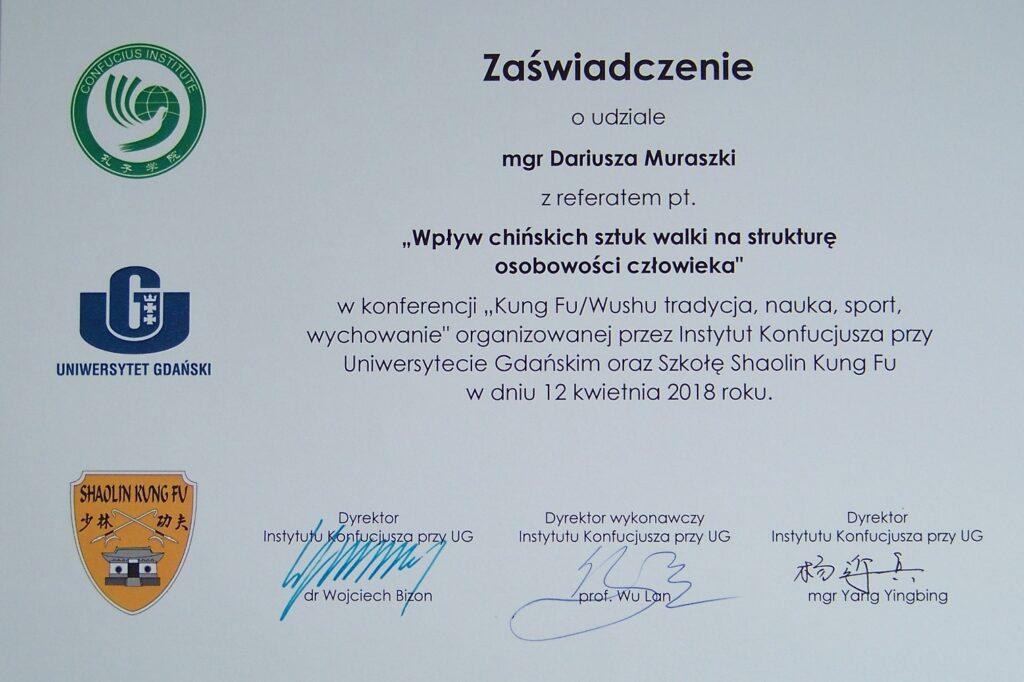 CONFUCIUS INSTITUTE
孔子学院
UNIWERSYTET GDAŃSKI
SHAOLIN KUNG FU
少林 功夫
Zaświadczenie
o udziale
mgr Dariusza Muraszki
z referatem pt.
„Wpływ chińskich sztuk walki na strukturę
osobowości człowieka"
w konferencji „Kung Fu/Wushu tradycja, nauka, sport,
wychowanie" organizowanej przez Instytut Konfucjusza przy
Uniwersytecie Gdańskim oraz Szkołę Shaolin Kung Fu
w dniu 12 kwietnia 2018 roku.
Dyrektor
Instytutu Konfucjusza przy UG
dr Wojciech Bizon
Dyrektor wykonawczy
Instytutu Konfucjusza przy UG
prof. Wu Lan
Dyrektor
Instytutu Konfucjusza przy UG
mgr Yang Yingbing